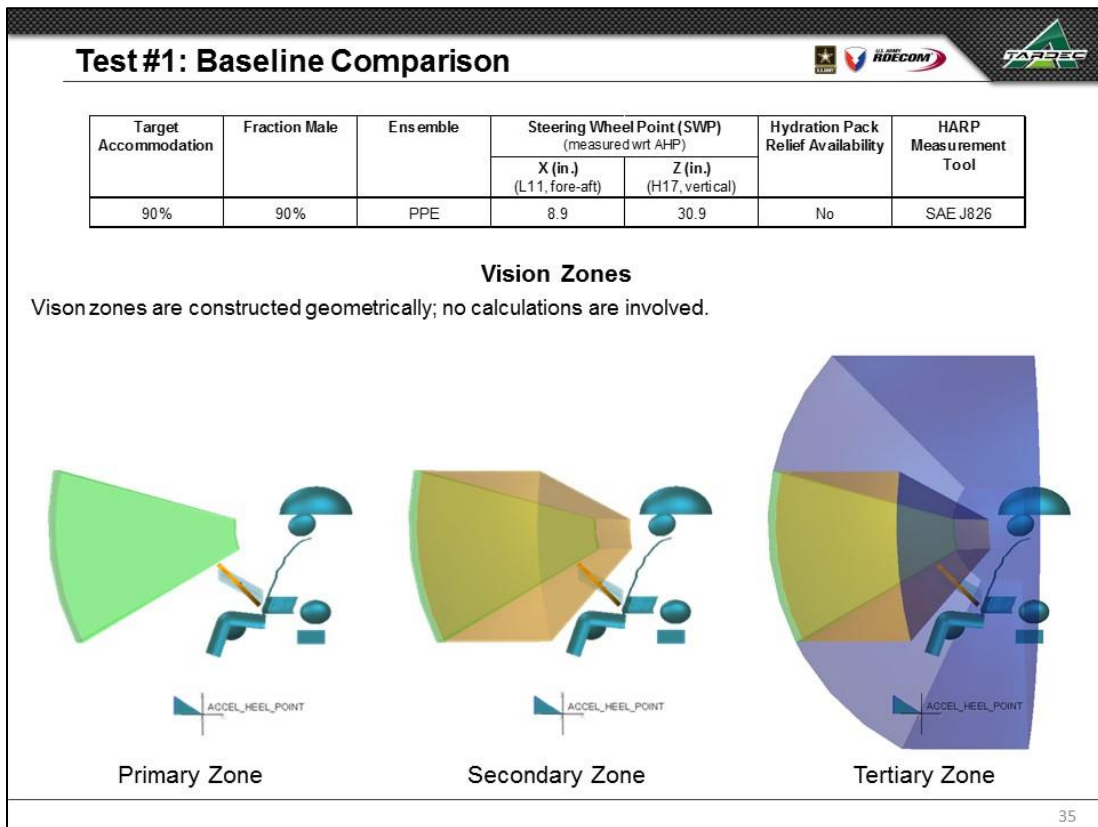 Test #1: Baseline Comparison
U.S. ARMY
U.S. ARMY
RDECOM
TARDEC
Target Accommodation
Fraction Male
Ensemble
Steering Wheel Point (SWP)
(measured wrt AHP)
Hydration Pack
Relief Availability
HARP
Measurement
Tool
X (in.)
(L11, fore-aft)
Z (in.)
(H17, vertical)
90%
90%
PPE
8.9
30.9
No
SAE J826
Vision Zones
Vison zones are constructed geometrically; no calculations are involved.
ACCEL_HEEL_POINT
ACCEL_HEEL_POINT
ACCEL_HEEL_POINT
Primary Zone
Secondary Zone
Tertiary Zone
35